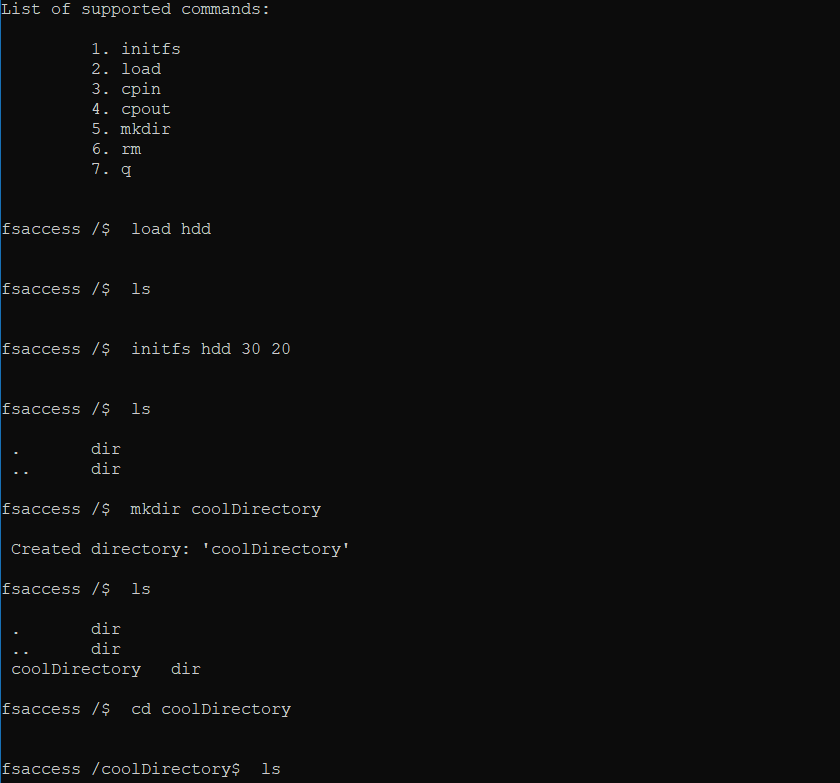 List of supported commands:
1. initfs
2. load
3. cpin
4. cpout
5. mkdir
6. rm
7. q
fsaccess /$  load hdd
fsaccess /$  ls
fsaccess /$  initfs hdd 30 20
fsaccess /$  ls
.       dir
..      dir
fsaccess /$  mkdir coolDirectory
Created directory: 'coolDirectory'
fsaccess /$  ls
.       dir
..      dir
coolDirectory   dir
fsaccess /$  cd coolDirectory
fsaccess /coolDirectory$  ls